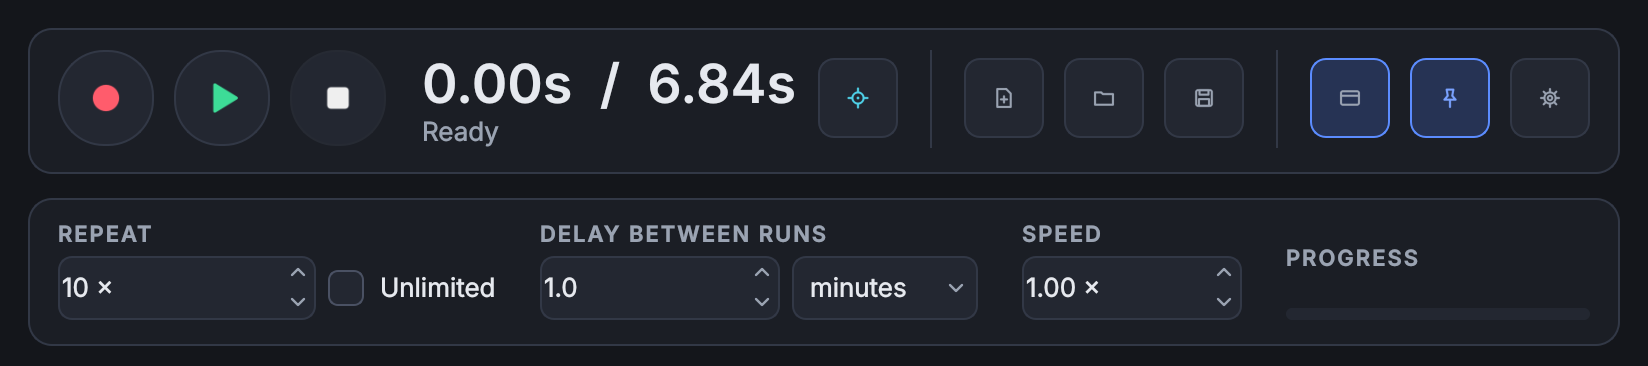 0.00s / 6.84s
Ready
REPEAT
10 ×
Unlimited
DELAY BETWEEN RUNS
1.0
minutes
SPEED
1.00 ×
PROGRESS